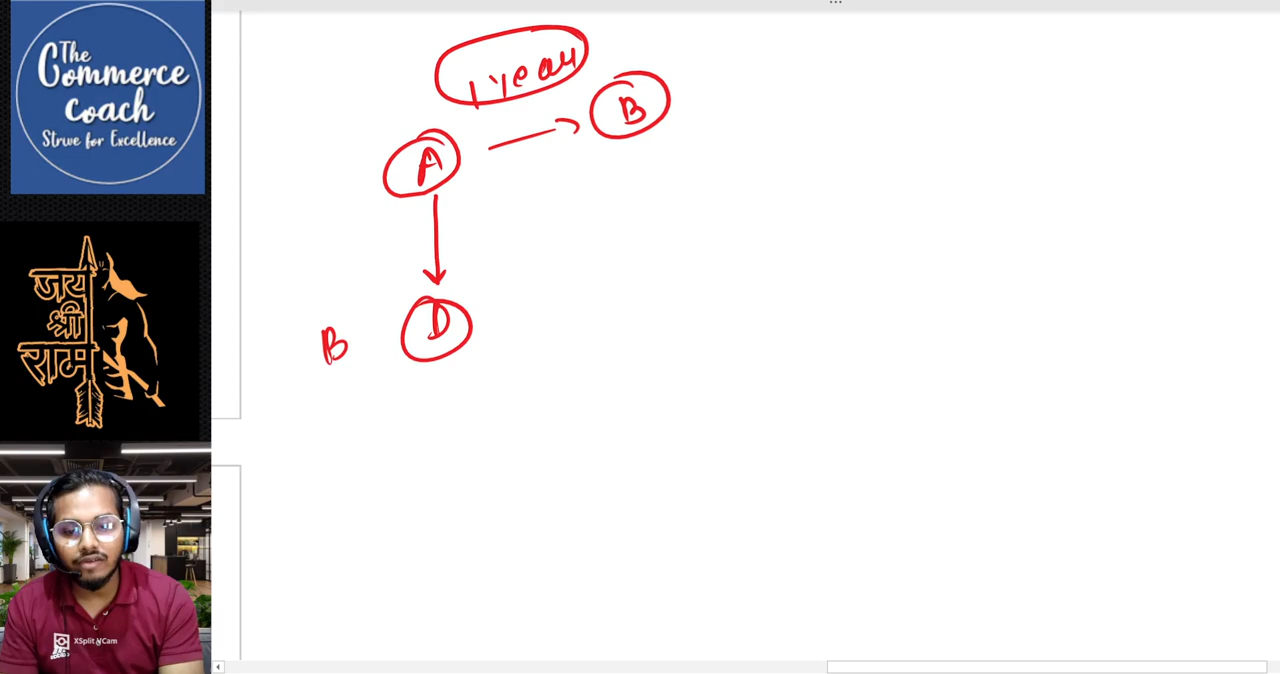 The
Commerce
Coach
Strive for Excellence
जय
श्री
राम
XSplit VCam
...
1 year
B
A
D
B